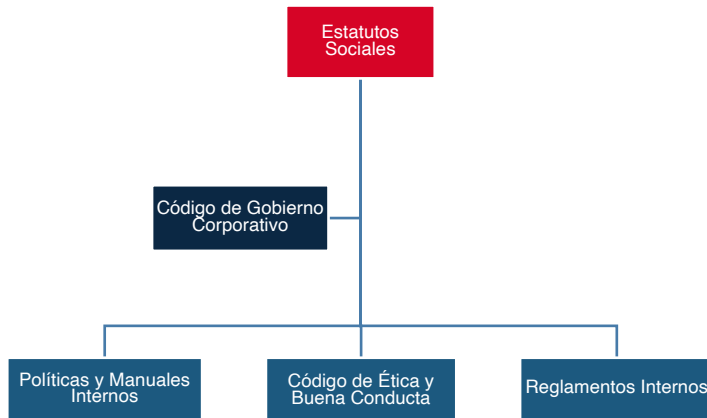 Estatutos
Sociales
Código de Gobierno
Corporativo
Políticas y Manuales
Internos
Código de Ética y
Buena Conducta
Reglamentos Internos